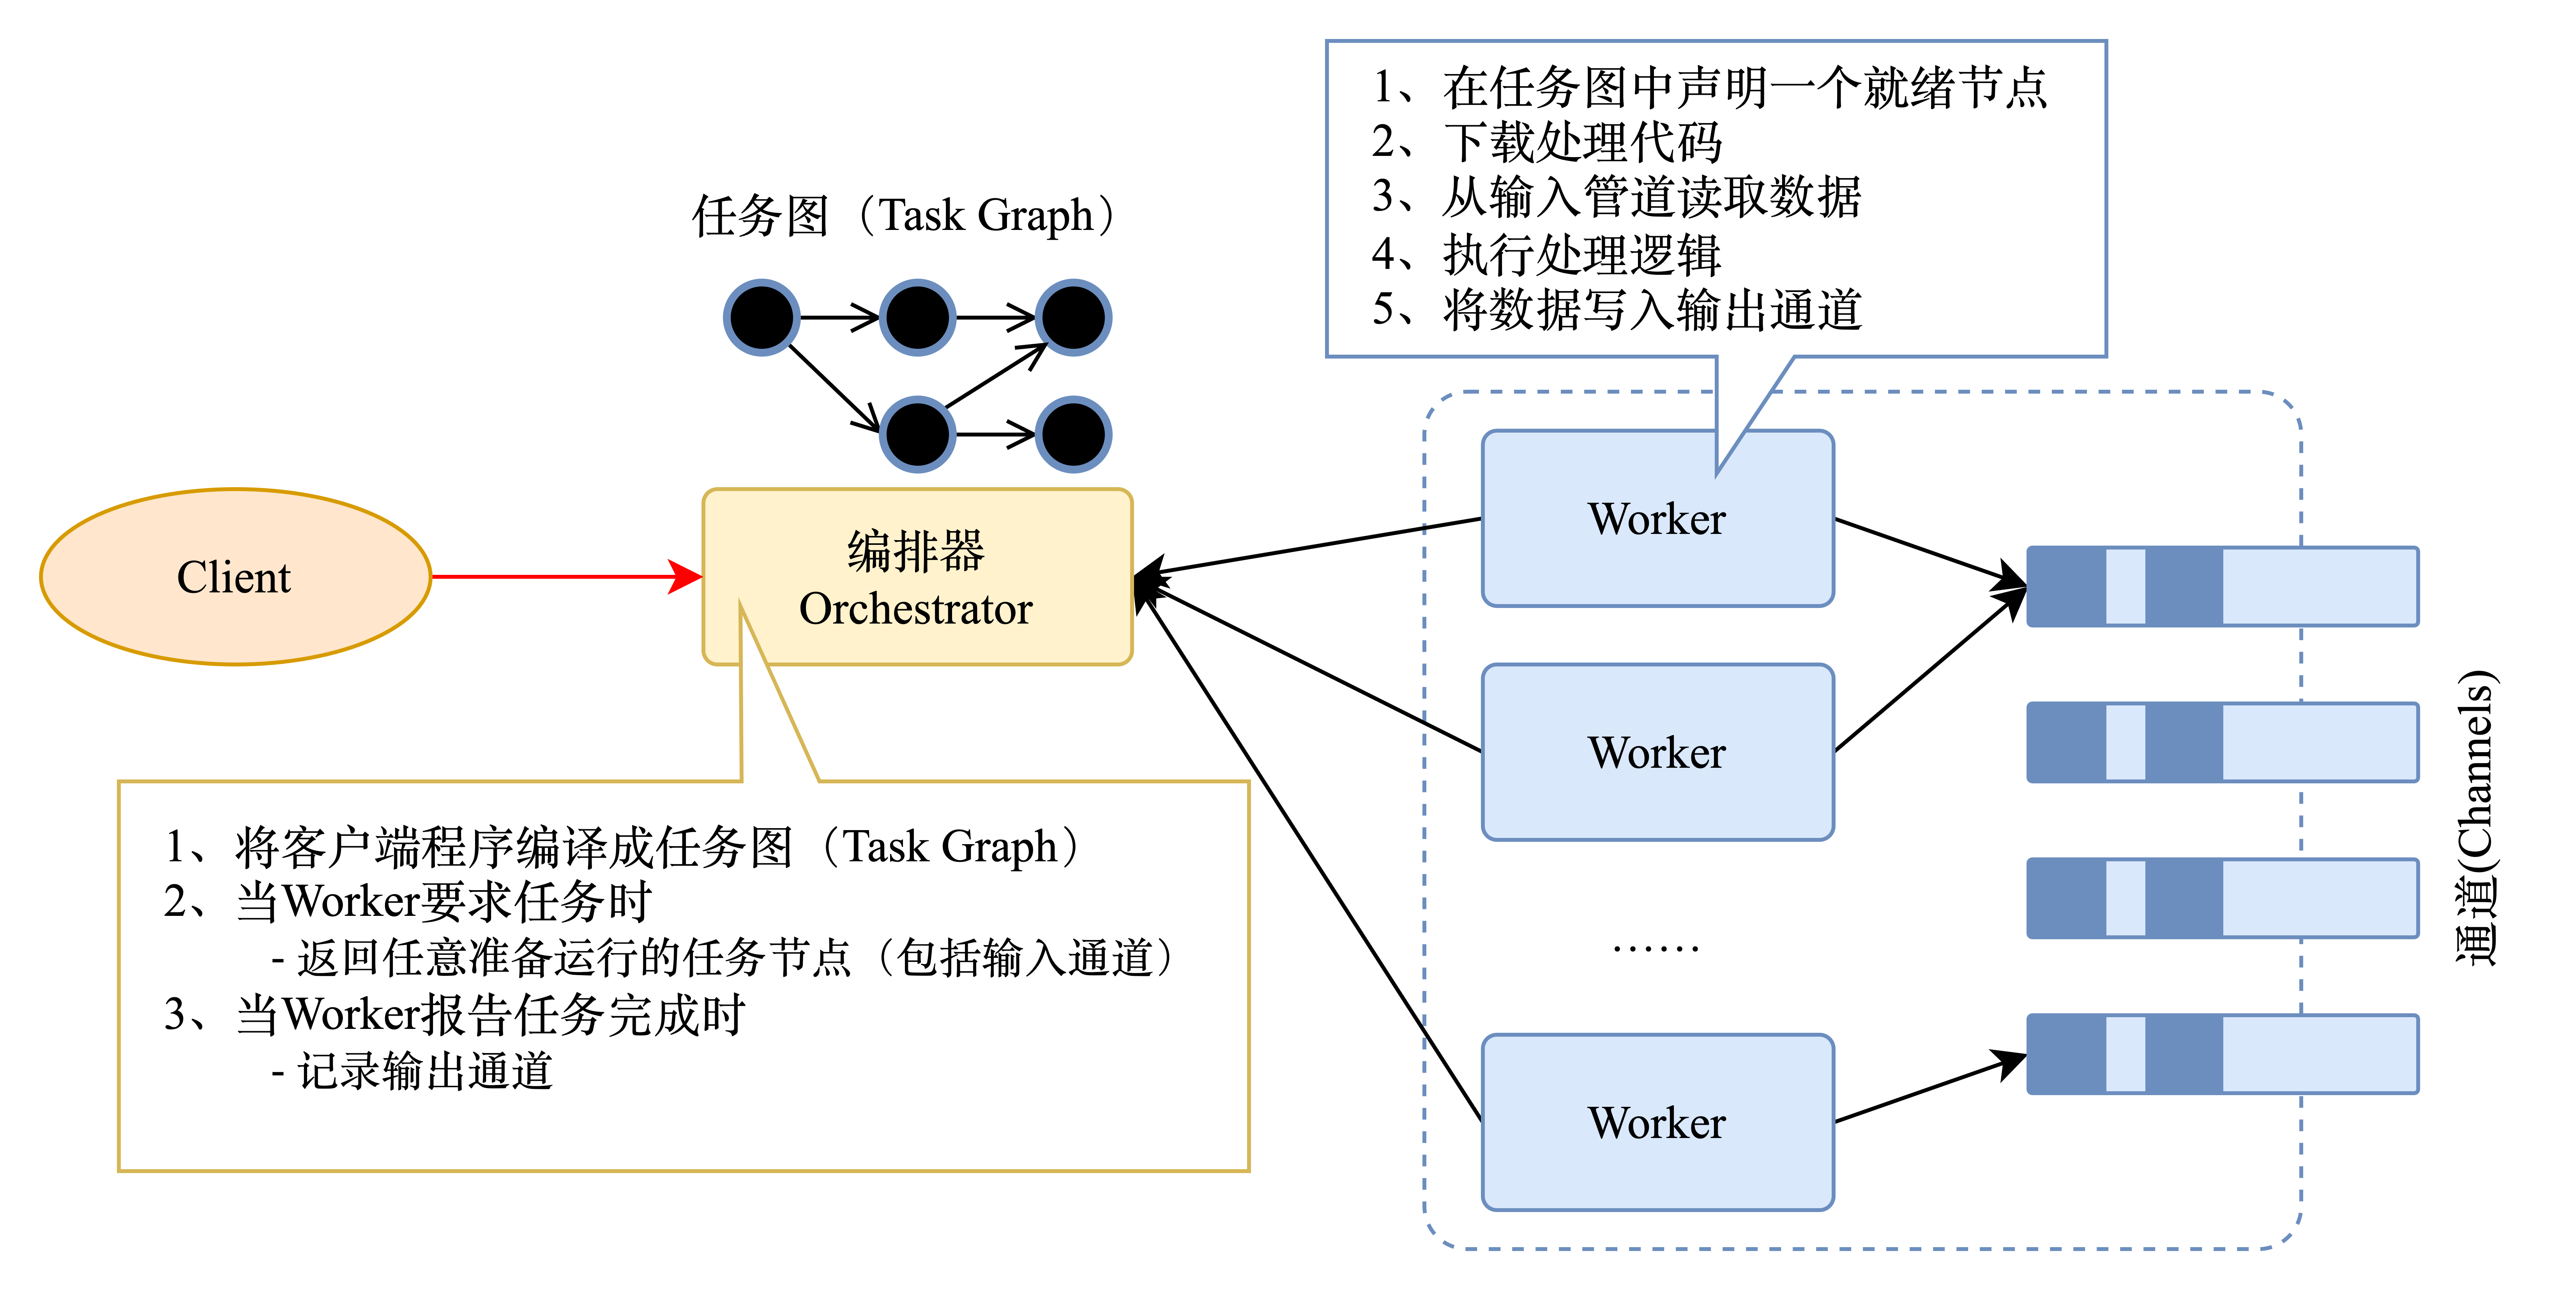 1、在任务图中声明一个就绪节点
2、下载处理代码
3、从输入管道读取数据
4、执行处理逻辑
5、将数据写入输出通道
任务图（Task Graph）
Client
编排器
Orchestrator
1、将客户端程序编译成任务图（Task Graph）
2、当Worker要求任务时
- 返回任意准备运行的任务节点（包括输入通道）
3、当Worker报告任务完成时
- 记录输出通道
Worker
Worker
……
Worker
通道(Channels)